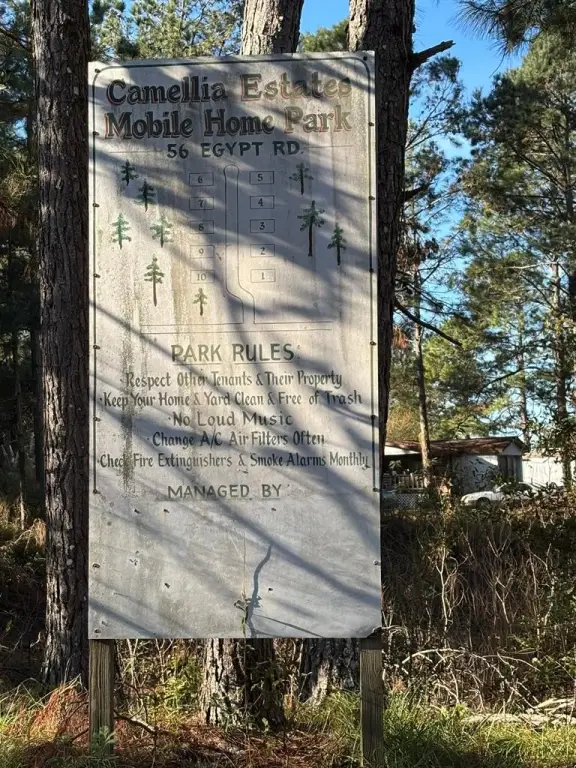 Camellia Estates
Mobile Home Park
56 EGYPT RD.
6 5
7 4
8 3
9 2
10 1
PARK RULES
Respect Other Tenants & Their Property
Keep Your Home & Yard Clean & Free of Trash
No Loud Music
Change A/C Air Filters Often
Check Fire Extinguishers & Smoke Alarms Monthly
MANAGED BY